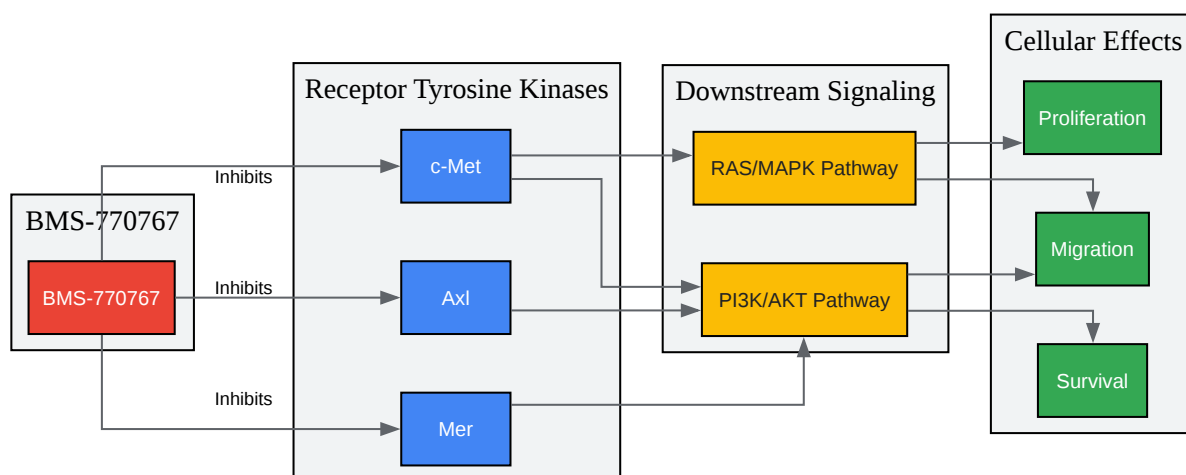 BMS-770767
BMS-770767
Inhibits
Inhibits
Inhibits
Receptor Tyrosine Kinases
c-Met
Axl
Mer
Downstream Signaling
RAS/MAPK Pathway
PI3K/AKT Pathway
Cellular Effects
Proliferation
Migration
Survival